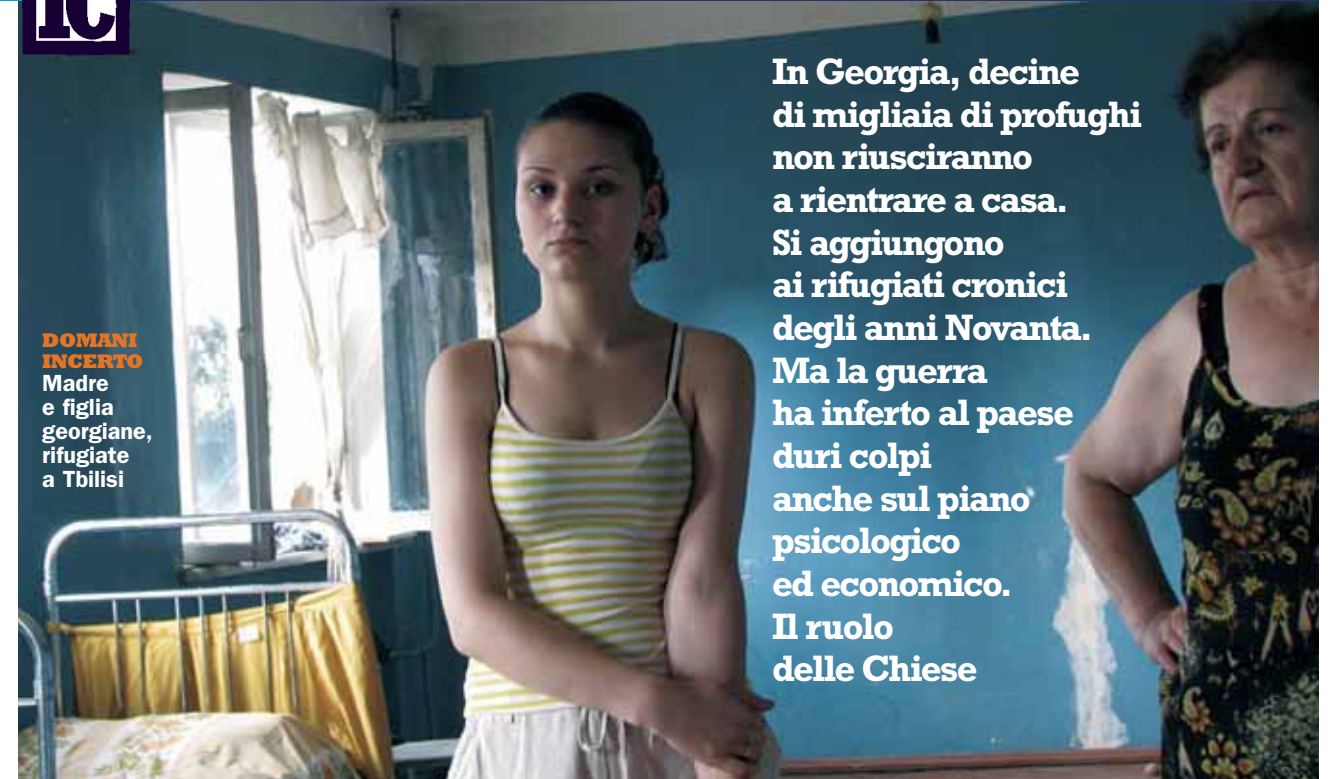 IC
In Georgia, decine
di migliaia di profughi
non riusciranno
a rientrare a casa.
Si aggiungono
ai rifugiati cronici
degli anni Novanta.
Ma la guerra
ha inferto al paese
duri colpi
anche sul piano
psicologico
ed economico.
Il ruolo
delle Chiese
DOMANI
INCERTO
Madre
e figlia
georgiane,
rifugiate
a Tbilisi